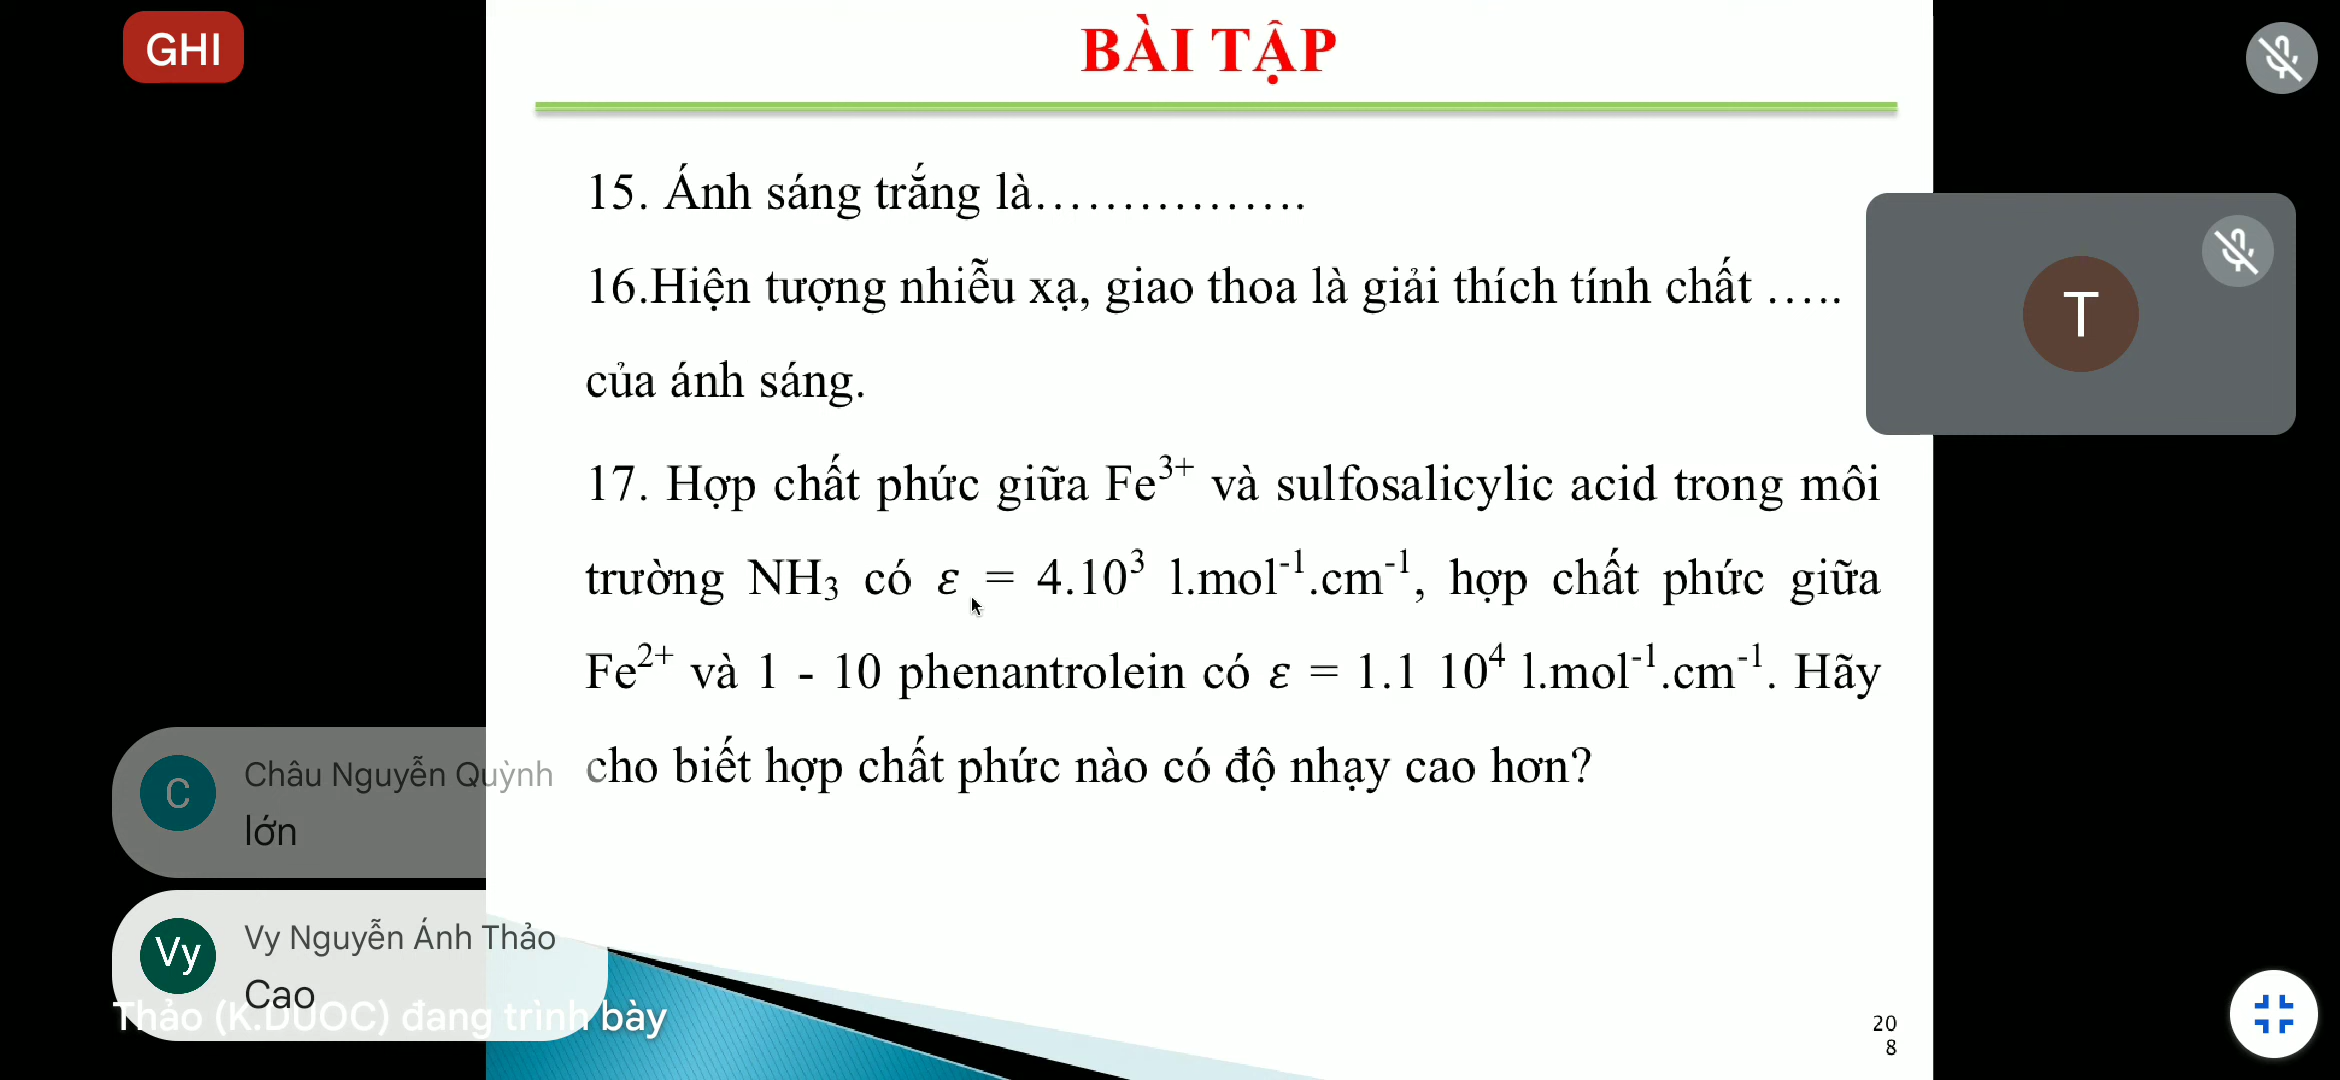 GHI
BÀI TẬP
15. Ánh sáng trắng là..................
16.Hiện tượng nhiễu xạ, giao thoa là giải thích tính chất .....
của ánh sáng.
T
17. Hợp chất phức giữa Fe³⁺ và sulfosalicylic acid trong môi
trường NH₃ có ε = 4.10³ l.mol⁻¹.cm⁻¹, hợp chất phức giữa
Fe²⁺ và 1 - 10 phenantrolein có ε = 1.1 10⁴ l.mol⁻¹.cm⁻¹. Hãy
cho biết hợp chất phức nào có độ nhạy cao hơn?
C
Châu Nguyễn Quỳnh
lớn
Vy
Vy Nguyễn Ánh Thảo
Cao
Thảo (K.DUOC) đang trình bày
20
8